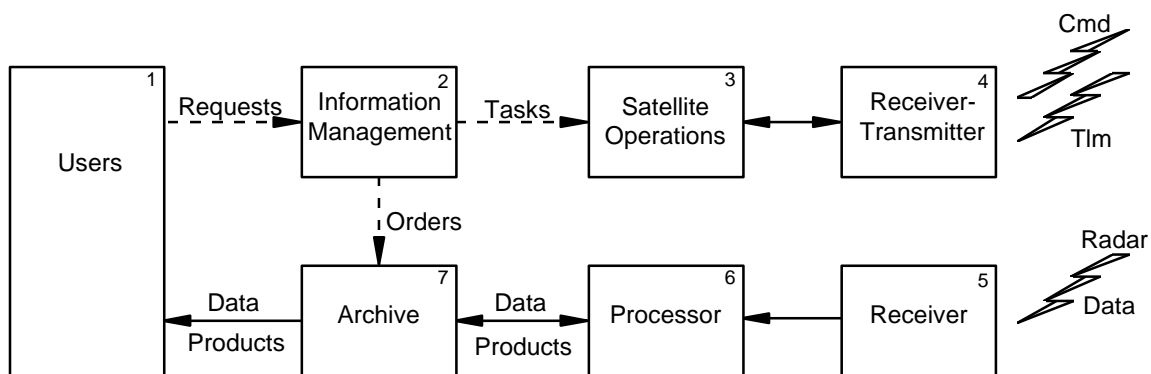 Cmd
1
2
3
4
Requests
Information
Management
Tasks
Satellite
Operations
Receiver-
Transmitter
Tlm
Users
Orders
Radar
Data
7
6
5
Data
Products
Archive
Data
Products
Processor
Receiver